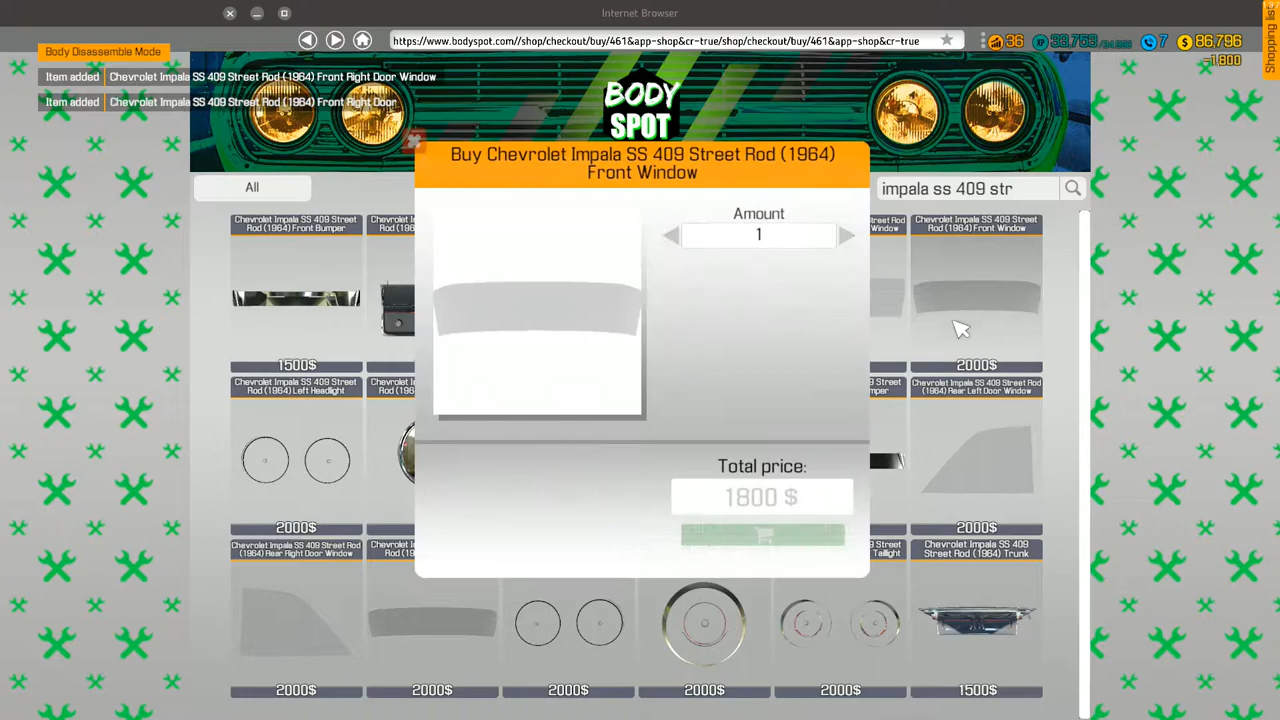 Internet Browser
https://www.bodyspot.com//shop/checkout/buy/461&app-shop&cr-true/shop/checkout/buy/461&app-shop&cr-true
36
7
86,796
-1,800
Shopping list
Body Disassemble Mode
Item added Chevrolet Impala SS 409 Street Rod (1964) Front Right Door Window
Item added Chevrolet Impala SS 409 Street Rod (1964) Front Right Door
BODY
SPOT
Buy Chevrolet Impala SS 409 Street Rod (1964)
Front Window
All
impala ss 409 str
Amount
1
Total price:
1800 $
Chevrolet Impala SS 409 Street
Rod (1964) Front Bumper
1500$
Chevrolet Impala SS 409 Street
Rod (1964) Front Window
2000$
Chevrolet Impala SS 409 Street
Rod (1964) Left Headlight
2000$
Chevrolet Impala SS 409 Street Rod
(1964) Rear Left Door Window
2000$
Chevrolet Impala SS 409 Street Rod
(1964) Rear Right Door Window
2000$
2000$
2000$
2000$
2000$
Chevrolet Impala SS 409
Street Rod (1964) Trunk
1500$